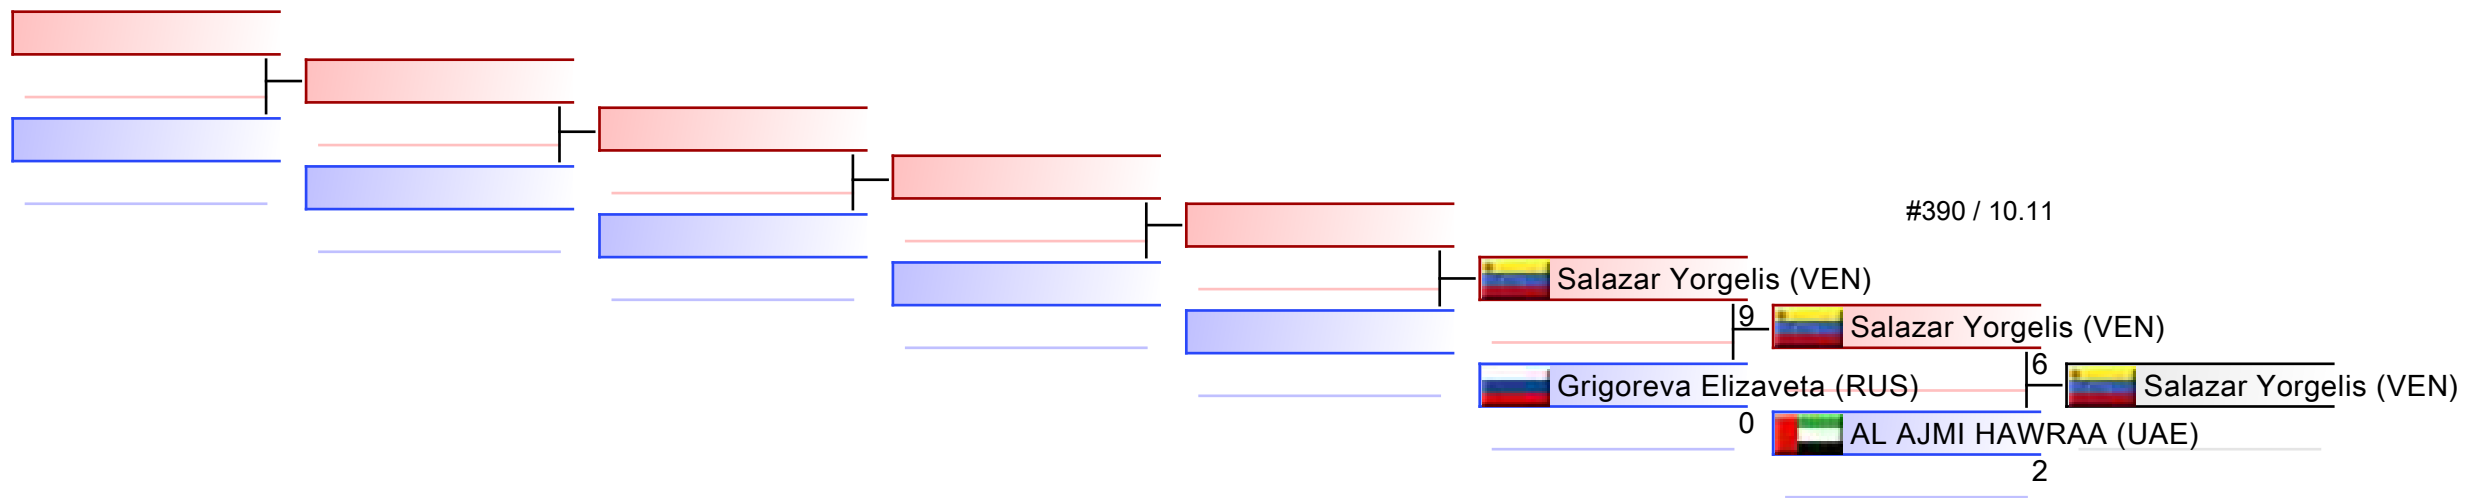 #390 / 10.11
Salazar Yorgelis (VEN)
9
Salazar Yorgelis (VEN)
6
Grigoreva Elizaveta (RUS)
Salazar Yorgelis (VEN)
0
AL AJMI HAWRAA (UAE)
2